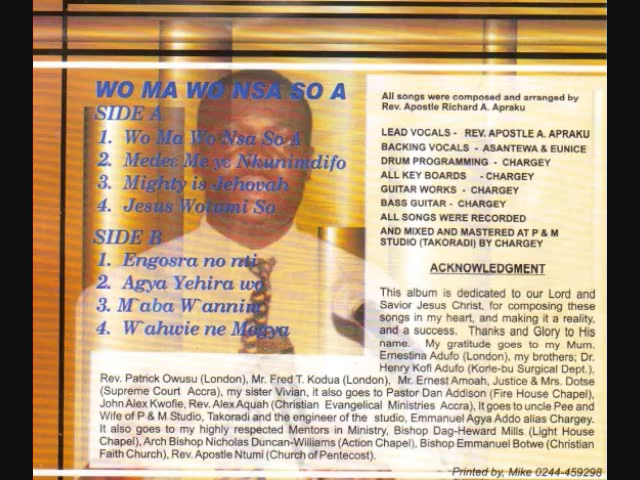 WO MA WO NSA SO A
SIDE A
1. Wo Ma Wo Nsa So A
2. Medeɛ Me yɛ Nkunimdifo
3. Mighty is Jehovah
4. Jesus Wotumi So
SIDE B
1. Engosra no nti
2. Agya Yehira wo
3. M`aba W`annim
4. W`ahwie ne Mogya
All songs were composed and arranged by
Rev. Apostle Richard A. Apraku
LEAD VOCALS - REV. APOSTLE A. APRAKU
BACKING VOCALS - ASANTEWA & EUNICE
DRUM PROGRAMMING - CHARGEY
ALL KEY BOARDS - CHARGEY
GUITAR WORKS - CHARGEY
BASS GUITAR - CHARGEY
ALL SONGS WERE RECORDED
AND MIXED AND MASTERED AT P & M
STUDIO (TAKORADI) BY CHARGEY
ACKNOWLEDGMENT
This album is dedicated to our Lord and
Savior Jesus Christ, for composing these
songs in my heart, and making it a reality,
and a success. Thanks and Glory to His
name. My gratitude goes to my Mum.
Ernestina Adufo (London), my brothers; Dr.
Henry Kofi Adufo (Korle-bu Surgical Dept.).
Rev. Patrick Owusu (London), Mr. Fred T. Kodua (London), Mr. Ernest Amoah, Justice & Mrs. Dotse
(Supreme Court Accra), my sister Vivian, it also goes to Pastor Dan Addison (Fire House Chapel),
John Alex Kwofie, Rev. Alex Aquah (Christian Evangelical Ministries Accra), It goes to uncle Pee and
Wife of P & M Studio, Takoradi and the engineer of the studio, Emmanuel Agya Addo alias Chargey.
It also goes to my highly respected Mentors in Ministry, Bishop Dag-Heward Mills (Light House
Chapel), Arch Bishop Nicholas Duncan-Williams (Action Chapel), Bishop Emmanuel Botwe (Christian
Faith Church), Rev. Apostle Ntumi (Church of Pentecost).
Printed by, Mike 0244-459298